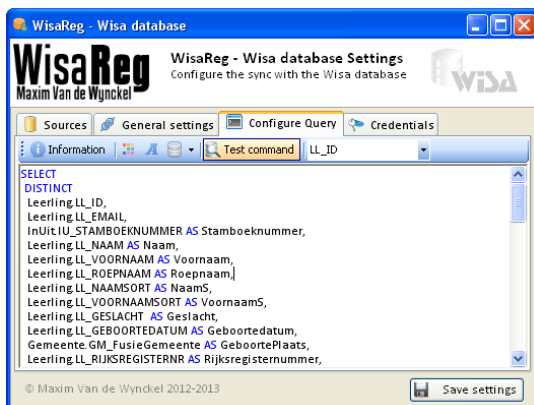 WisaReg - Wisa database
WisaReg
Maxim Van de Wynckel
WisaReg - Wisa database Settings
Configure the sync with the Wisa database
WISA
Sources General settings Configure Query Credentials
Information A Test command LL_ID
SELECT
DISTINCT
Leerling.LL_ID,
Leerling.LL_EMAIL,
InUit.IU_STAMBOEKNUMMER AS Stamboeknummer,
Leerling.LL_NAAM AS Naam,
Leerling.LL_VOORNAAM AS Voornaam,
Leerling.LL_ROEPNAAM AS Roepnaam,
Leerling.LL_NAAMSORT AS NaamS,
Leerling.LL_VOORNAAMSORT AS VoornaamS,
Leerling.LL_GESLACHT AS Geslacht,
Leerling.LL_GEBOORTEDATUM AS Geboortedatum,
Gemeente.GM_FusieGemeente AS GeboortePlaats,
Leerling.LL_RIJKSREGISTERNR AS Rijksregisternummer,
© Maxim Van de Wynckel 2012-2013
Save settings